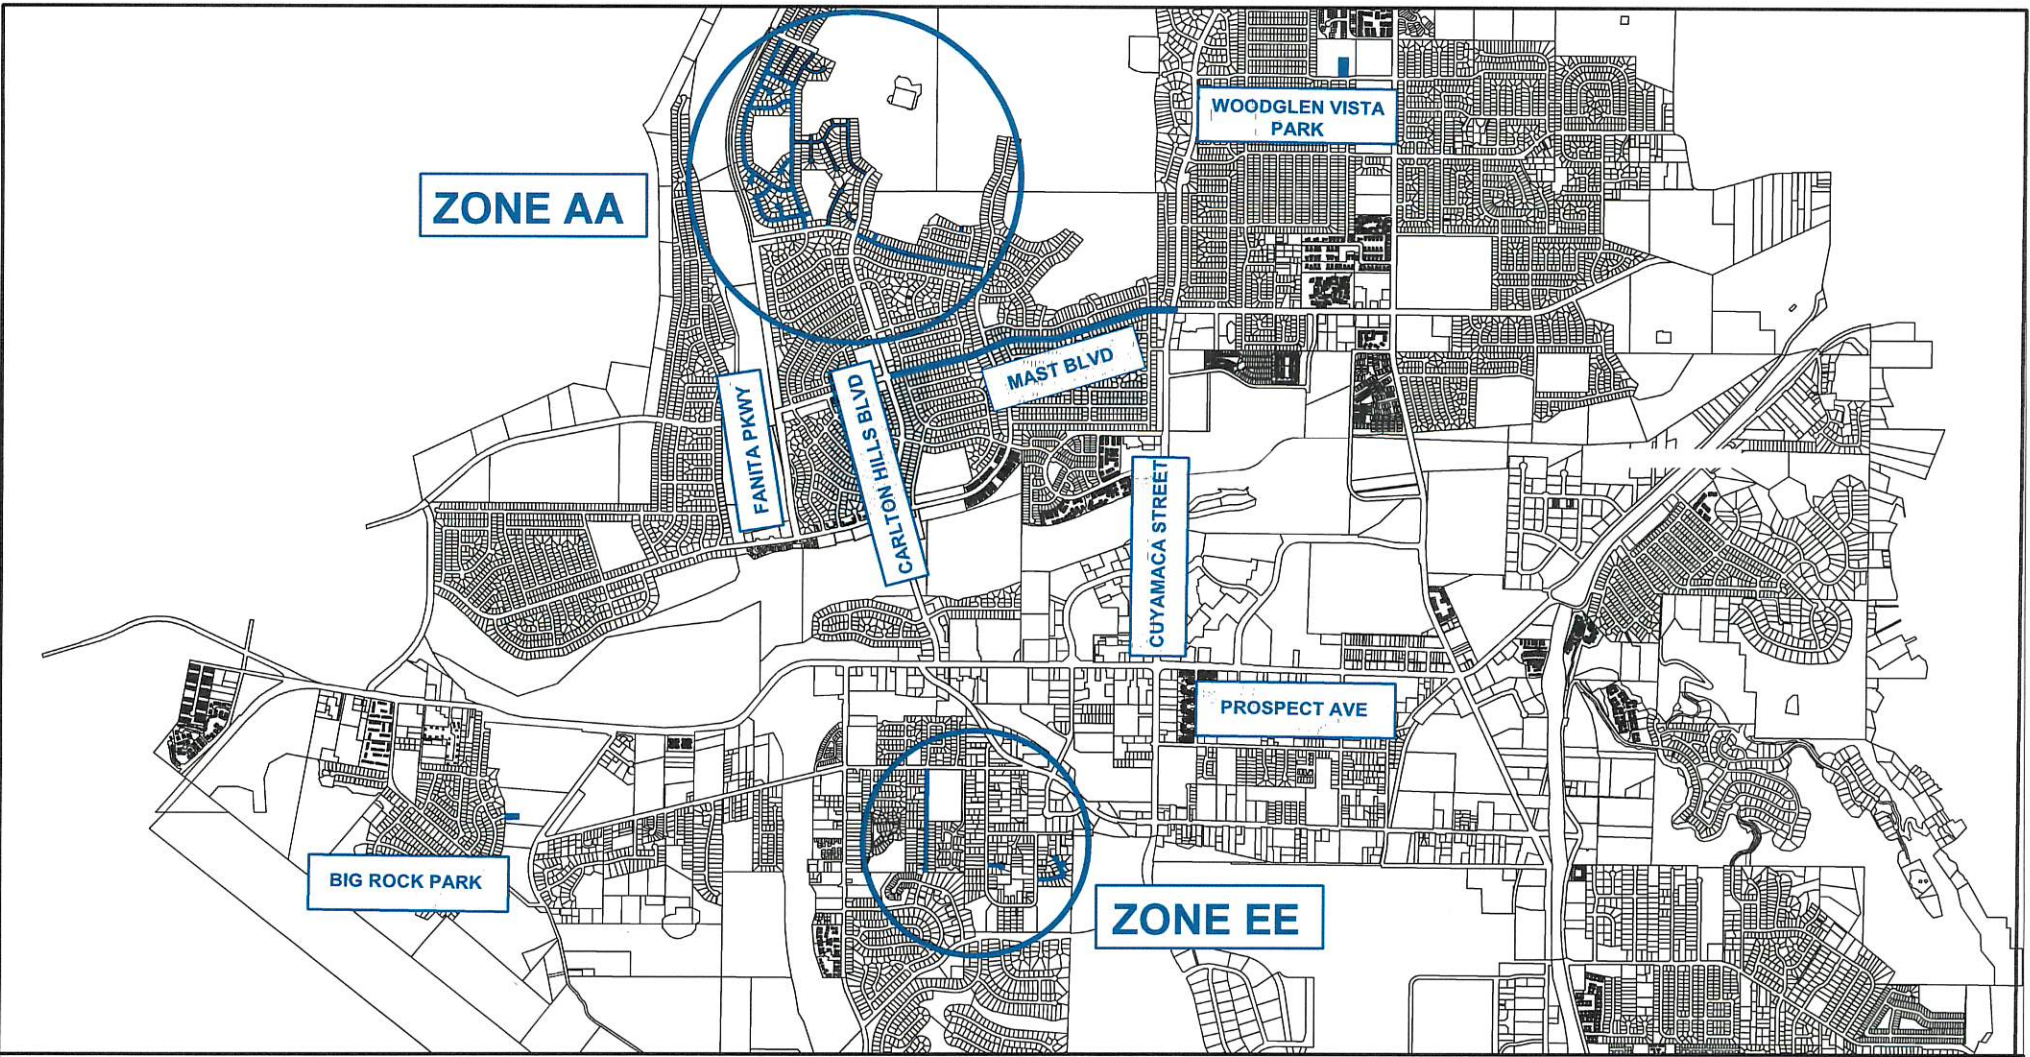 WOODGLEN VISTA
PARK
ZONE AA
MAST BLVD
FANITA PKWY
CARLTON HILLS BLVD
CUYAMACA STREET
PROSPECT AVE
BIG ROCK PARK
ZONE EE